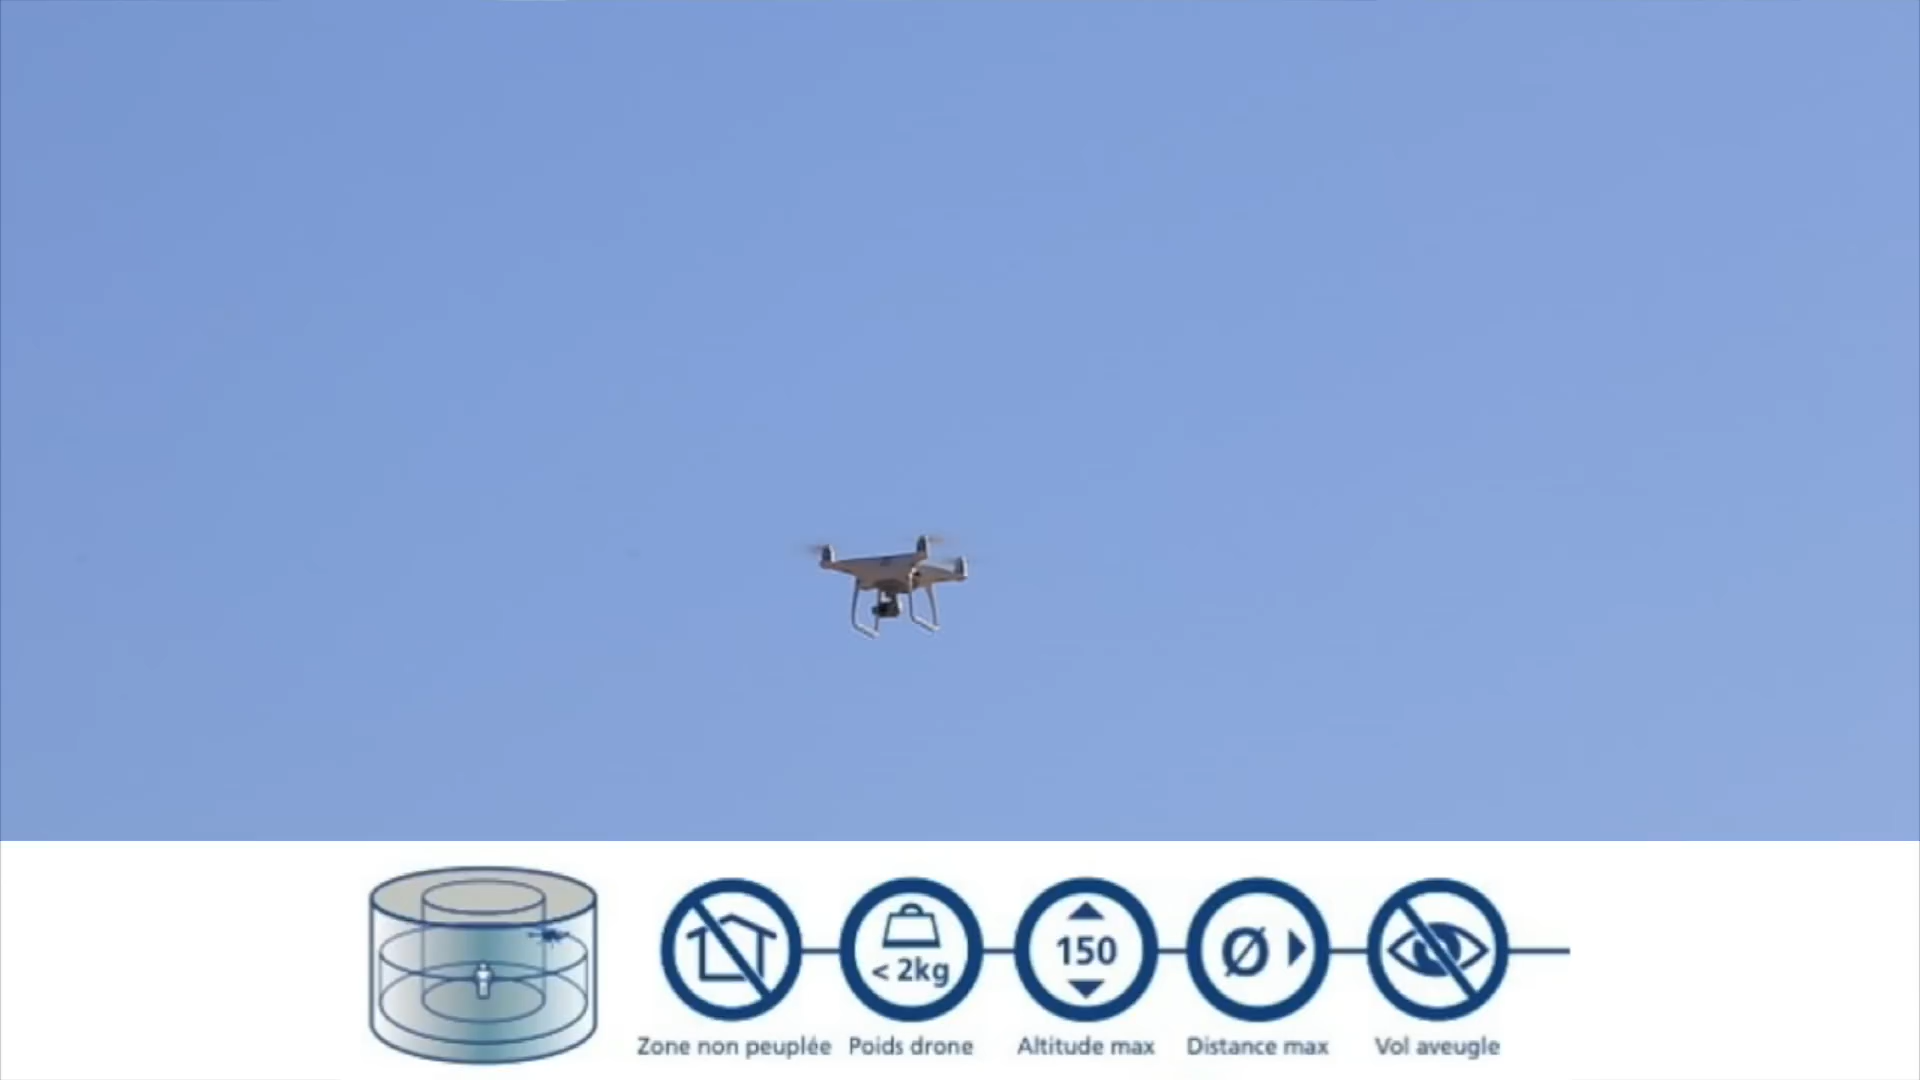 < 2kg
150
Ø
Zone non peuplée
Poids drone
Altitude max
Distance max
Vol aveugle